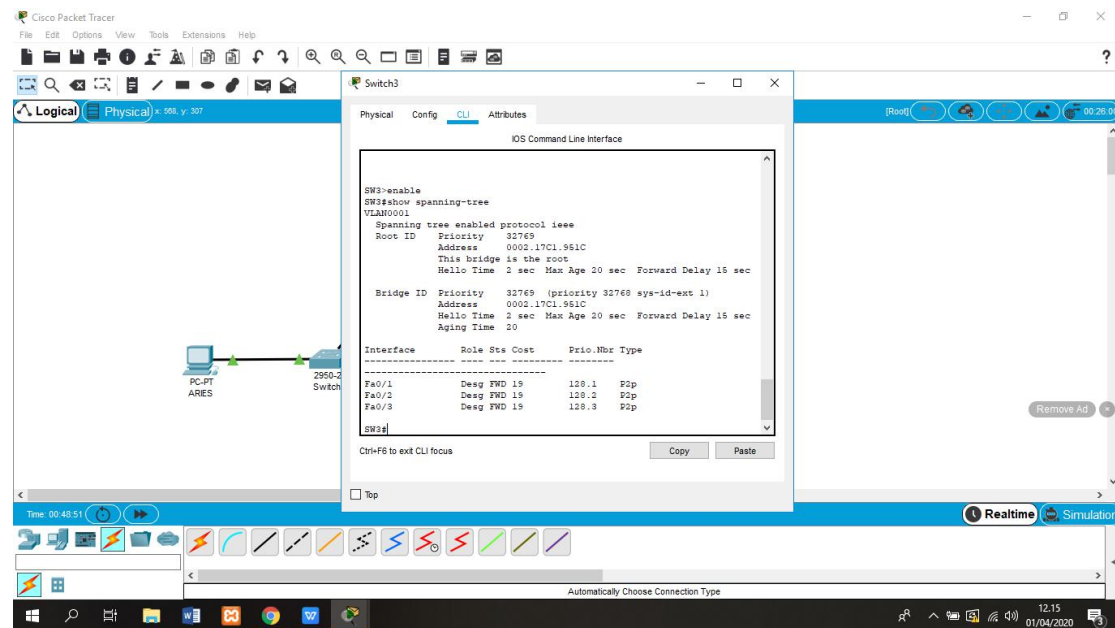 Cisco Packet Tracer
File Edit Options View Tools Extensions Help
?
Logical Physical x: 568, y: 307
[Root] 00:26:0
Switch3
Physical Config CLI Attributes
IOS Command Line Interface
SW3>enable
SW3#show spanning-tree
VLAN0001
Spanning tree enabled protocol ieee
Root ID Priority 32769
Address 0002.17C1.951C
This bridge is the root
Hello Time 2 sec Max Age 20 sec Forward Delay 15 sec
Bridge ID Priority 32769 (priority 32768 sys-id-ext 1)
Address 0002.17C1.951C
Hello Time 2 sec Max Age 20 sec Forward Delay 15 sec
Aging Time 20
Interface Role Sts Cost Prio.Nbr Type
---------------- ---- --- --------- -------- --------------------------------
Fa0/1 Desg FWD 19 128.1 P2p
Fa0/2 Desg FWD 19 128.2 P2p
Fa0/3 Desg FWD 19 128.3 P2p
SW3#
Ctrl+F6 to exit CLI focus
Copy Paste
Top
PC-PT
ARIES
2950-2
Switch
Remove Ad
Time: 00:48:51
Realtime Simulation
Automatically Choose Connection Type
12.15
01/04/2020
3